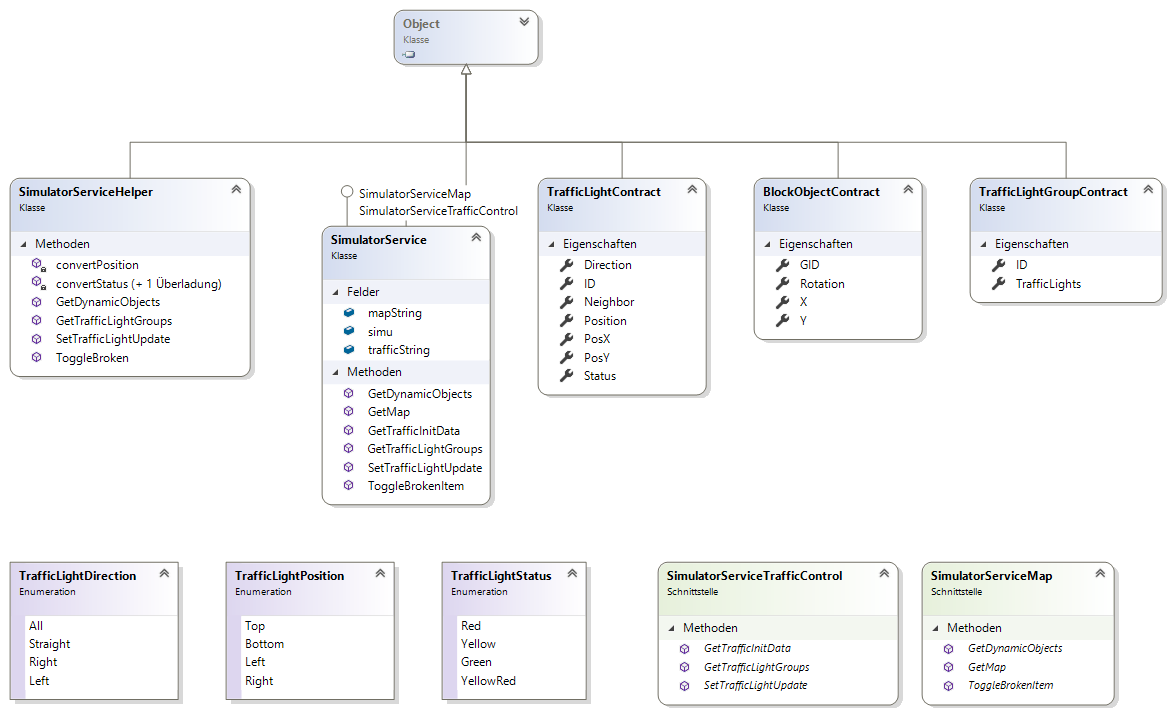 Object
Klasse
SimulatorServiceHelper
Klasse
Methoden
convertPosition
convertStatus (+ 1 Überladung)
GetDynamicObjects
GetTrafficLightGroups
SetTrafficLightUpdate
ToggleBroken
SimulatorServiceMap
SimulatorServiceTrafficControl
SimulatorService
Klasse
Felder
mapString
simu
trafficString
Methoden
GetDynamicObjects
GetMap
GetTrafficInitData
GetTrafficLightGroups
SetTrafficLightUpdate
ToggleBrokenItem
TrafficLightContract
Klasse
Eigenschaften
Direction
ID
Neighbor
Position
PosX
PosY
Status
BlockObjectContract
Klasse
Eigenschaften
GID
Rotation
X
Y
TrafficLightGroupContract
Klasse
Eigenschaften
ID
TrafficLights
TrafficLightDirection
Enumeration
All
Straight
Right
Left
TrafficLightPosition
Enumeration
Top
Bottom
Left
Right
TrafficLightStatus
Enumeration
Red
Yellow
Green
YellowRed
SimulatorServiceTrafficControl
Schnittstelle
Methoden
GetTrafficInitData
GetTrafficLightGroups
SetTrafficLightUpdate
SimulatorServiceMap
Schnittstelle
Methoden
GetDynamicObjects
GetMap
ToggleBrokenItem